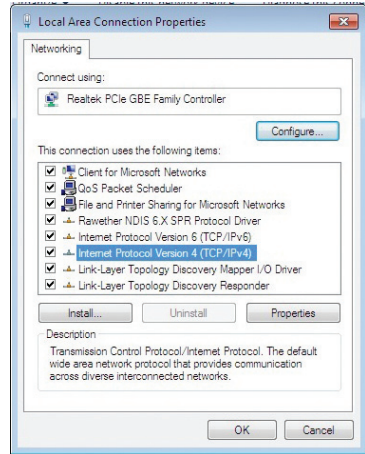 Local Area Connection Properties
Networking
Connect using:
Realtek PCIe GBE Family Controller
Configure...
This connection uses the following items:
Client for Microsoft Networks
QoS Packet Scheduler
File and Printer Sharing for Microsoft Networks
Rawether NDIS 6.X SPR Protocol Driver
Internet Protocol Version 6 (TCP/IPv6)
Internet Protocol Version 4 (TCP/IPv4)
Link-Layer Topology Discovery Mapper I/O Driver
Link-Layer Topology Discovery Responder
Install... Uninstall Properties
Description
Transmission Control Protocol/Internet Protocol. The default
wide area network protocol that provides communication
across diverse interconnected networks.
OK Cancel